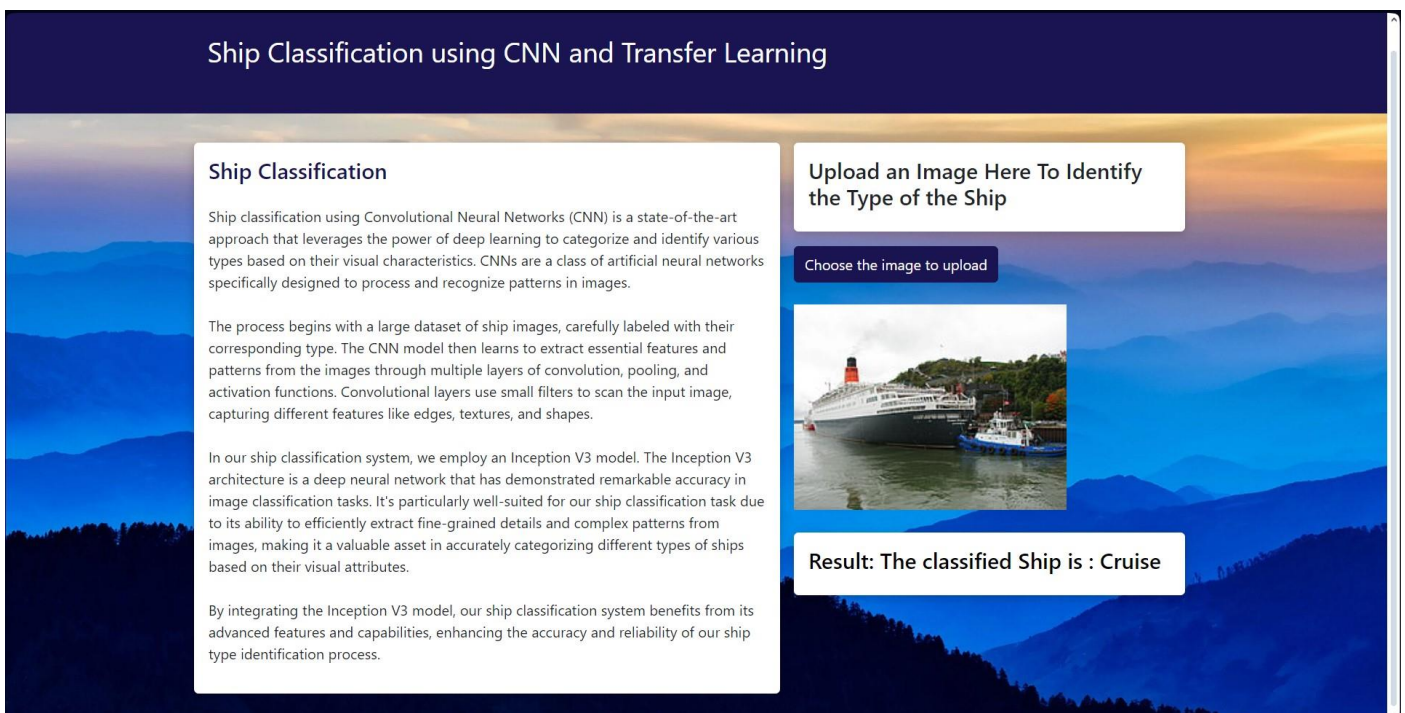 Ship Classification using CNN and Transfer Learning
Ship Classification
Ship classification using Convolutional Neural Networks (CNN) is a state-of-the-art
approach that leverages the power of deep learning to categorize and identify various
types based on their visual characteristics. CNNs are a class of artificial neural networks
specifically designed to process and recognize patterns in images.
The process begins with a large dataset of ship images, carefully labeled with their
corresponding type. The CNN model then learns to extract essential features and
patterns from the images through multiple layers of convolution, pooling, and
activation functions. Convolutional layers use small filters to scan the input image,
capturing different features like edges, textures, and shapes.
In our ship classification system, we employ an Inception V3 model. The Inception V3
architecture is a deep neural network that has demonstrated remarkable accuracy in
image classification tasks. It's particularly well-suited for our ship classification task due
to its ability to efficiently extract fine-grained details and complex patterns from
images, making it a valuable asset in accurately categorizing different types of ships
based on their visual attributes.
By integrating the Inception V3 model, our ship classification system benefits from its
advanced features and capabilities, enhancing the accuracy and reliability of our ship
type identification process.
Upload an Image Here To Identify
the Type of the Ship
Choose the image to upload
Result: The classified Ship is : Cruise